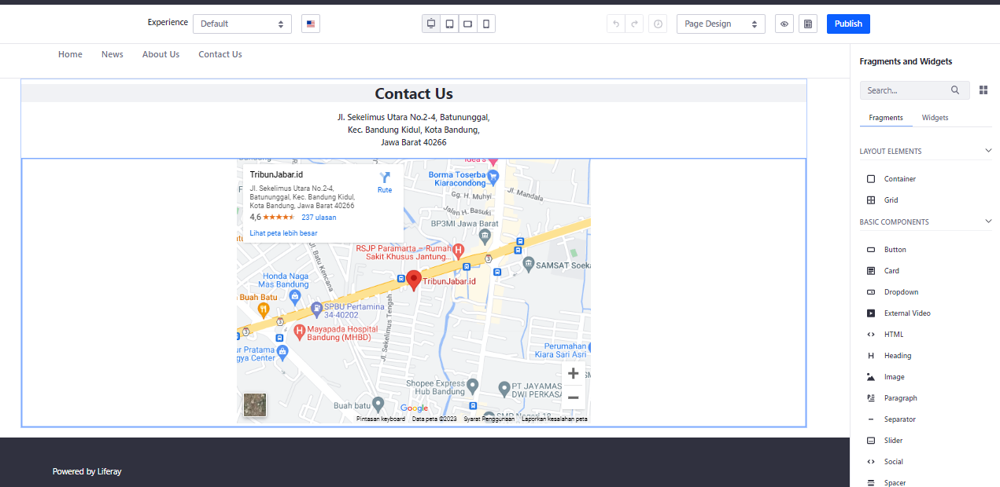 Experience
Default
Page Design
Publish
Home
News
About Us
Contact Us
Contact Us
Jl. Sekelimus Utara No.2-4, Batununggal,
Kec. Bandung Kidul, Kota Bandung,
Jawa Barat 40266
TribunJabar.id
Rute
Jl. Sekelimus Utara No.2-4,
Batununggal, Kec. Bandung Kidul,
Kota Bandung, Jawa Barat 40266
4,6
237 ulasan
Lihat peta lebih besar
Idea's
Borma Toserba
Kiaracondong
Gg. H. Muhyi
Jl. Mandala
Jalan H. Basuki
BP3MI Jawa Barat
RSJP Paramarta – Rumah
Sakit Khusus Jantung...
3
SAMSAT Soeka
Jl. Batu Kencana
Honda Naga
Mas Bandung
TribunJabar.id
Buah Batu
SPBU Pertamina
34-40202
3
3
Mayapada Hospital
Bandung (MHBD)
Jl. Sekelimus Tengah
ur Pratama
gya Center
Perumahan
Kiara Sari Asri
Shopee Express
Hub Bandung
PT JAYAMAS
DWI PERKASA
Buah batu
Google
SMP Negeri 18
Pintasan keyboard
Data peta ©2023
Syarat Penggunaan
Laporkan kesalahan peta
Powered by Liferay
Fragments and Widgets
Search...
Fragments
Widgets
LAYOUT ELEMENTS
Container
Grid
BASIC COMPONENTS
Button
Card
Dropdown
External Video
HTML
Heading
Image
Paragraph
Separator
Slider
Social
Spacer